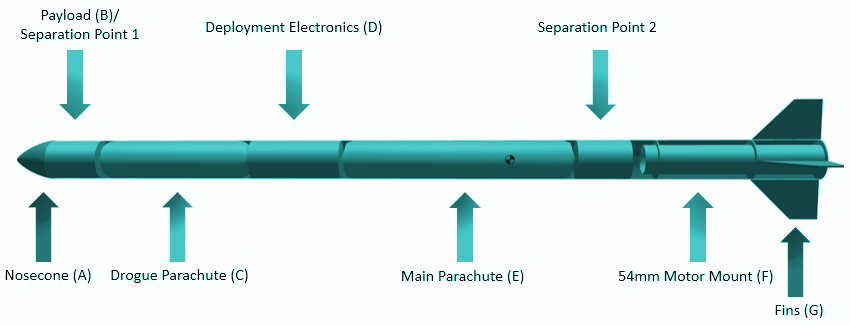 Payload (B)/
Separation Point 1
Deployment Electronics (D)
Separation Point 2
Nosecone (A)
Drogue Parachute (C)
Main Parachute (E)
54mm Motor Mount (F)
Fins (G)